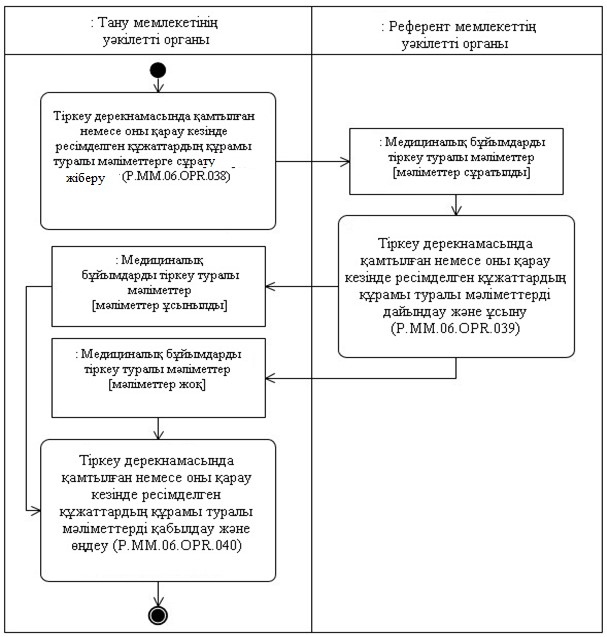 : Тану мемлекетінің
уәкілетті органы
: Референт мемлекеттің
уәкілетті органы
Тіркеу дерекнамасында қамтылған
немесе оны қарау кезінде
ресімделген құжаттардың құрамы
туралы мәліметтерге сұрату
жіберу (P.MM.06.OPR.038)
: Медициналық бұйымдарды
тіркеу туралы мәліметтер
[мәліметтер сұратылды]
Тіркеу дерекнамасында
қамтылған немесе оны қарау
кезінде ресімделген құжаттардың
құрамы туралы мәліметтерді
дайындау және ұсыну
(P.MM.06.OPR.039)
: Медициналық
бұйымдарды тіркеу туралы
мәліметтер
[мәліметтер ұсынылды]
: Медициналық бұйымдарды
тіркеу туралы мәліметтер
[мәліметтер жоқ]
Тіркеу дерекнамасында
қамтылған немесе оны қарау
кезінде ресімделген
құжаттардың құрамы туралы
мәліметтерді қабылдау және
өңдеу (P.MM.06.OPR.040)